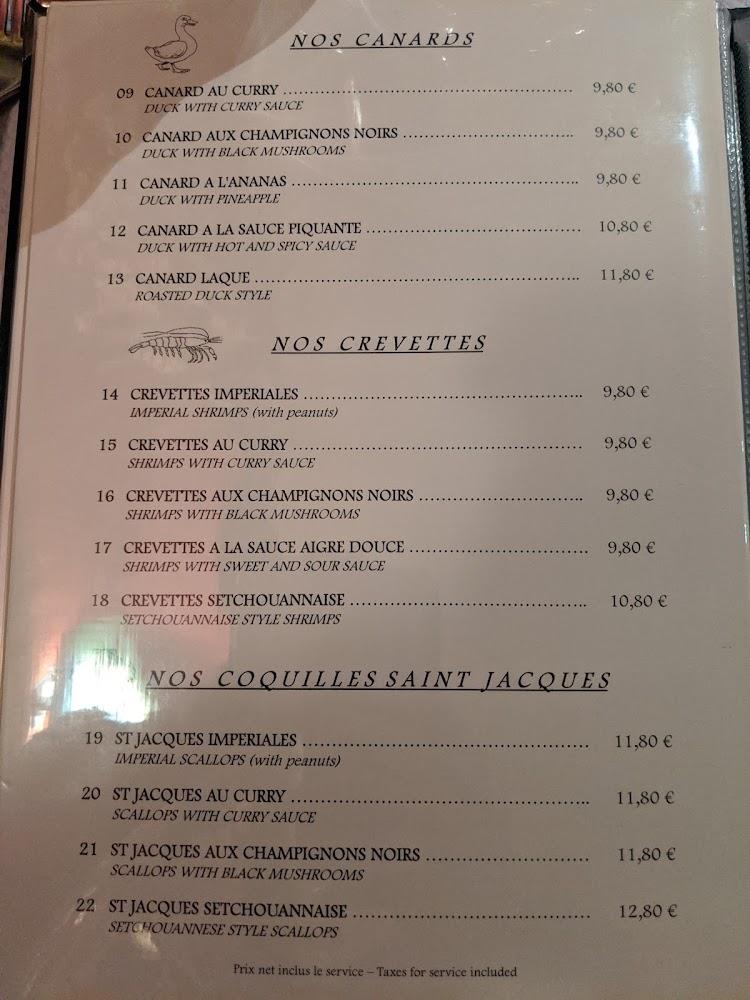 NOS CANARDS
09 CANARD AU CURRY ........................................................ 9,80 €
DUCK WITH CURRY SAUCE
10 CANARD AUX CHAMPIGNONS NOIRS ................................. 9,80 €
DUCK WITH BLACK MUSHROOMS
11 CANARD A L'ANANAS ....................................................... 9,80 €
DUCK WITH PINEAPPLE
12 CANARD A LA SAUCE PIQUANTE ......................................... 10,80 €
DUCK WITH HOT AND SPICY SAUCE
13 CANARD LAQUE ............................................................. 11,80 €
ROASTED DUCK STYLE
NOS CREVETTES
14 CREVETTES IMPERIALES ..................................................... 9,80 €
IMPERIAL SHRIMPS (with peanuts)
15 CREVETTES AU CURRY ....................................................... 9,80 €
SHRIMPS WITH CURRY SAUCE
16 CREVETTES AUX CHAMPIGNONS NOIRS ............................... 9,80 €
SHRIMPS WITH BLACK MUSHROOMS
17 CREVETTES A LA SAUCE AIGRE DOUCE ................................. 9,80 €
SHRIMPS WITH SWEET AND SOUR SAUCE
18 CREVETTES SETCHOUANNAISE ............................................ 10,80 €
SETCHOUANNAISE STYLE SHRIMPS
NOS COQUILLES SAINT JACQUES
19 ST JACQUES IMPERIALES .................................................... 11,80 €
IMPERIAL SCALLOPS (with peanuts)
20 ST JACQUES AU CURRY ...................................................... 11,80 €
SCALLOPS WITH CURRY SAUCE
21 ST JACQUES AUX CHAMPIGNONS NOIRS .............................. 11,80 €
SCALLOPS WITH BLACK MUSHROOMS
22 ST JACQUES SETCHOUANNAISE ........................................... 12,80 €
SETCHOUANNESE STYLE SCALLOPS
Prix net inclus le service – Taxes for service included